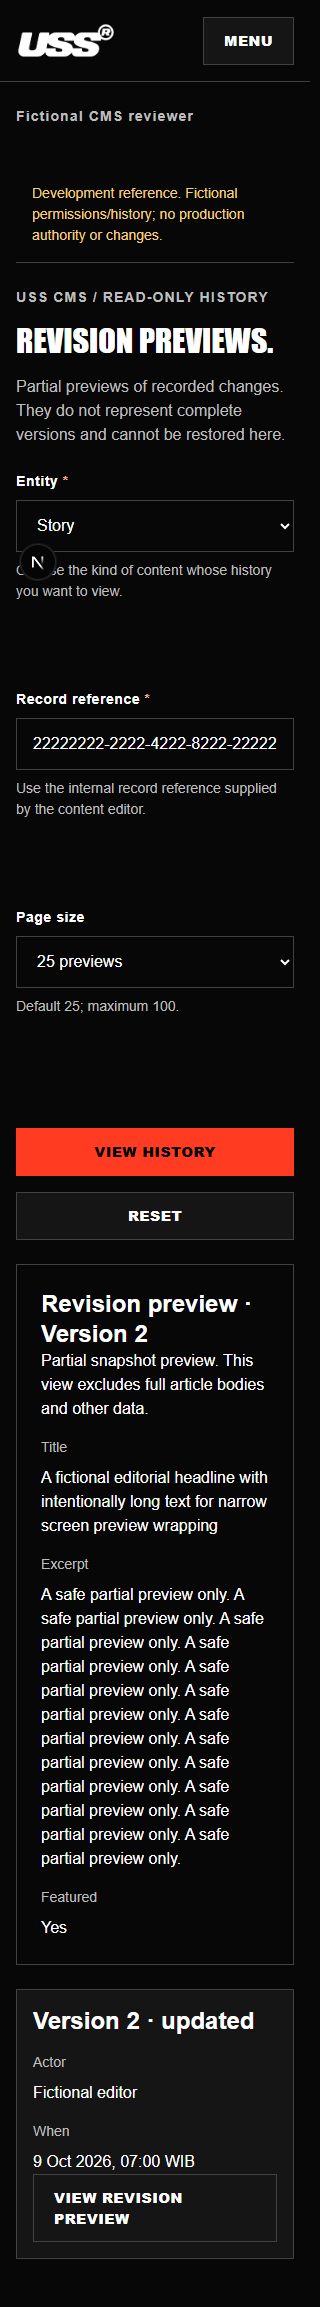 USS®
MENU
Fictional CMS reviewer
Development reference. Fictional
permissions/history; no production
authority or changes.
USS CMS / READ-ONLY HISTORY
REVISION PREVIEWS.
Partial previews of recorded changes.
They do not represent complete
versions and cannot be restored here.
Entity *
Story
N
the kind of content whose history
you want to view.
Record reference *
22222222-2222-4222-8222-22222
Use the internal record reference supplied
by the content editor.
Page size
25 previews
Default 25; maximum 100.
VIEW HISTORY
RESET
Revision preview ·
Version 2
Partial snapshot preview. This
view excludes full article bodies
and other data.
Title
A fictional editorial headline with
intentionally long text for narrow
screen preview wrapping
Excerpt
A safe partial preview only. A
safe partial preview only. A safe
partial preview only. A safe
partial preview only. A safe
partial preview only. A safe
partial preview only. A safe
partial preview only. A safe
partial preview only. A safe
partial preview only. A safe
partial preview only. A safe
partial preview only. A safe
partial preview only.
Featured
Yes
Version 2 · updated
Actor
Fictional editor
When
9 Oct 2026, 07:00 WIB
VIEW REVISION
PREVIEW